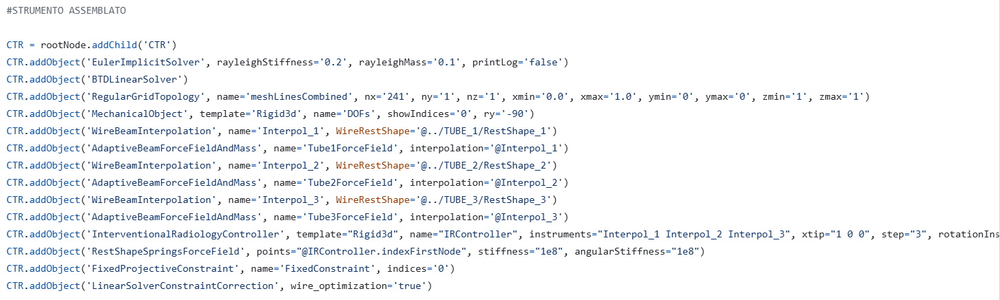 #STRUMENTO ASSEMBLATO
CTR = rootNode.addChild('CTR')
CTR.addObject('EulerImplicitSolver', rayleighStiffness='0.2', rayleighMass='0.1', printLog='false')
CTR.addObject('BTDLinearSolver')
CTR.addObject('RegularGridTopology', name='meshLinesCombined', nx='241', ny='1', nz='1', xmin='0.0', xmax='1.0', ymin='0', ymax='0', zmin='1', zmax='1')
CTR.addObject('MechanicalObject', template='Rigid3d', name='DOFs', showIndices='0', ry='-90')
CTR.addObject('WireBeamInterpolation', name='Interpol_1', WireRestShape='@../TUBE_1/RestShape_1')
CTR.addObject('AdaptiveBeamForceFieldAndMass', name='Tube1ForceField', interpolation='@Interpol_1')
CTR.addObject('WireBeamInterpolation', name='Interpol_2', WireRestShape='@../TUBE_2/RestShape_2')
CTR.addObject('AdaptiveBeamForceFieldAndMass', name='Tube2ForceField', interpolation='@Interpol_2')
CTR.addObject('WireBeamInterpolation', name='Interpol_3', WireRestShape='@../TUBE_3/RestShape_3')
CTR.addObject('AdaptiveBeamForceFieldAndMass', name='Tube3ForceField', interpolation='@Interpol_3')
CTR.addObject('InterventionalRadiologyController', template="Rigid3d", name="IRController", instruments="Interpol_1 Interpol_2 Interpol_3", xtip="1 0 0", step="3", rotationIns
CTR.addObject('RestShapeSpringsForceField', points="@IRController.indexFirstNode", stiffness="1e8", angularStiffness="1e8")
CTR.addObject('FixedProjectiveConstraint', name='FixedConstraint', indices='0')
CTR.addObject('LinearSolverConstraintCorrection', wire_optimization='true')